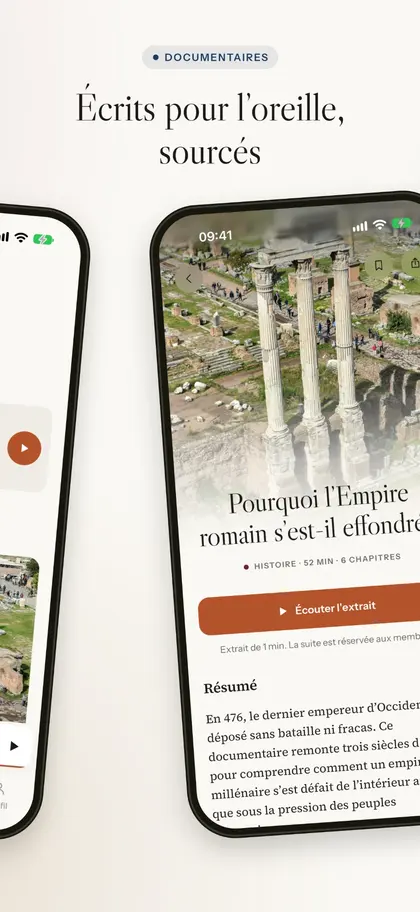 DOCUMENTAIRES
Écrits pour l'oreille,
sourcés
09:41
Pourquoi l'Empire
romain s'est-il effondré
HISTOIRE · 52 MIN · 6 CHAPITRES
Écouter l'extrait
Extrait de 1 min. La suite est réservée aux memb
Résumé
En 476, le dernier empereur d'Occiden
déposé sans bataille ni fracas. Ce
documentaire remonte trois siècles d
pour comprendre comment un empir
millénaire s'est défait de l'intérieur a
que sous la pression des peuples
fil